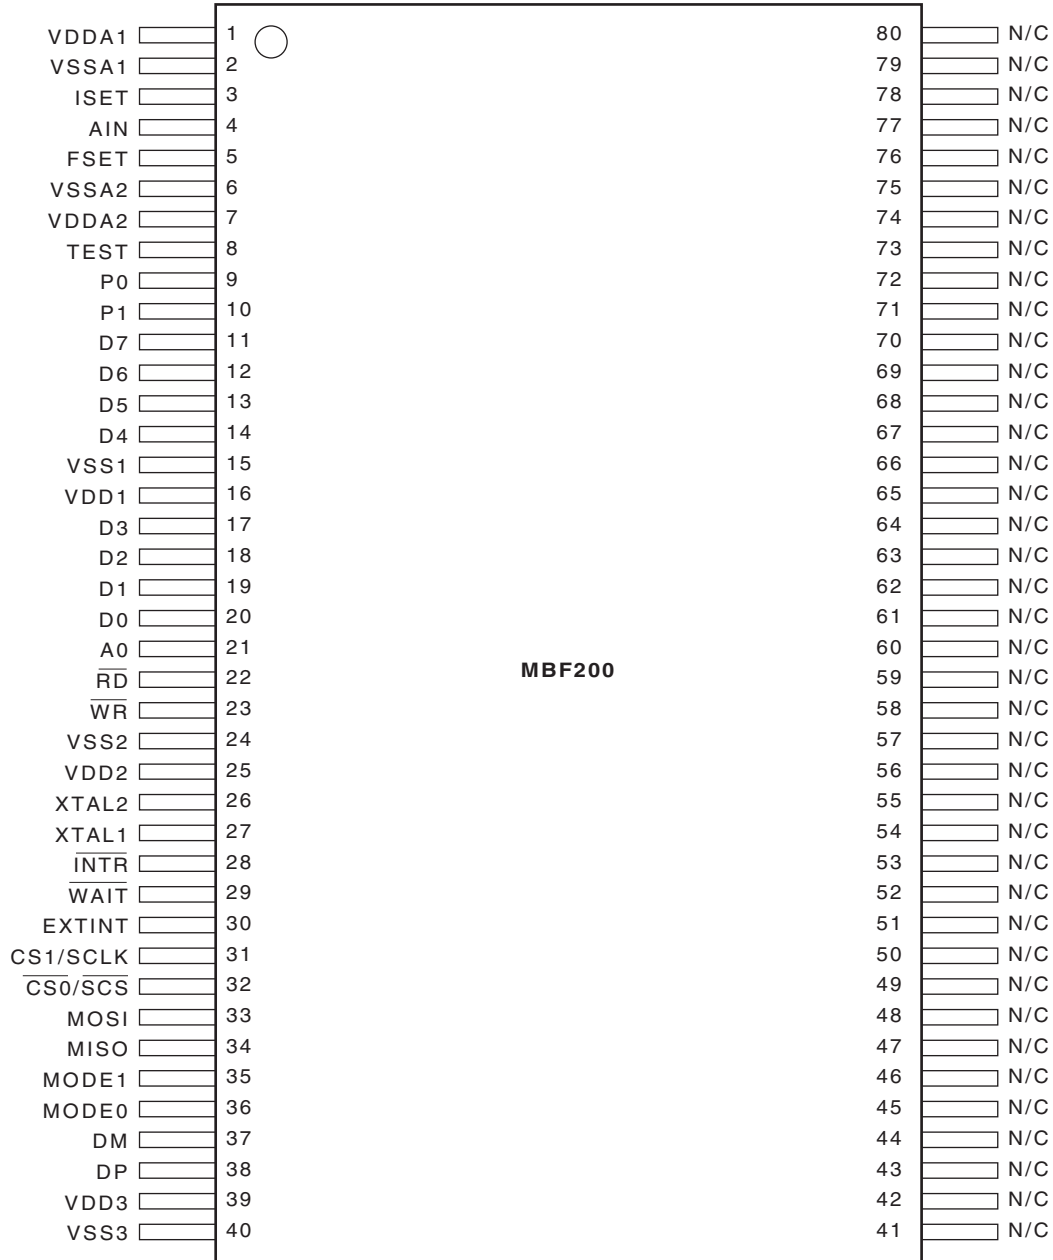 VDDA1 1 80 N/C
VSSA1 2 79 N/C
ISET 3 78 N/C
AIN 4 77 N/C
FSET 5 76 N/C
VSSA2 6 75 N/C
VDDA2 7 74 N/C
TEST 8 73 N/C
P0 9 72 N/C
P1 10 71 N/C
D7 11 70 N/C
D6 12 69 N/C
D5 13 68 N/C
D4 14 67 N/C
VSS1 15 66 N/C
VDD1 16 65 N/C
D3 17 64 N/C
D2 18 63 N/C
D1 19 62 N/C
D0 20 61 N/C
A0 21 60 N/C
MBF200
R̅D̅ 22 59 N/C
W̅R̅ 23 58 N/C
VSS2 24 57 N/C
VDD2 25 56 N/C
XTAL2 26 55 N/C
XTAL1 27 54 N/C
I̅N̅T̅R̅ 28 53 N/C
W̅A̅I̅T̅ 29 52 N/C
EXTINT 30 51 N/C
CS1/SCLK 31 50 N/C
C̅S̅0̅/S̅C̅S̅ 32 49 N/C
MOSI 33 48 N/C
MISO 34 47 N/C
MODE1 35 46 N/C
MODE0 36 45 N/C
DM 37 44 N/C
DP 38 43 N/C
VDD3 39 42 N/C
VSS3 40 41 N/C